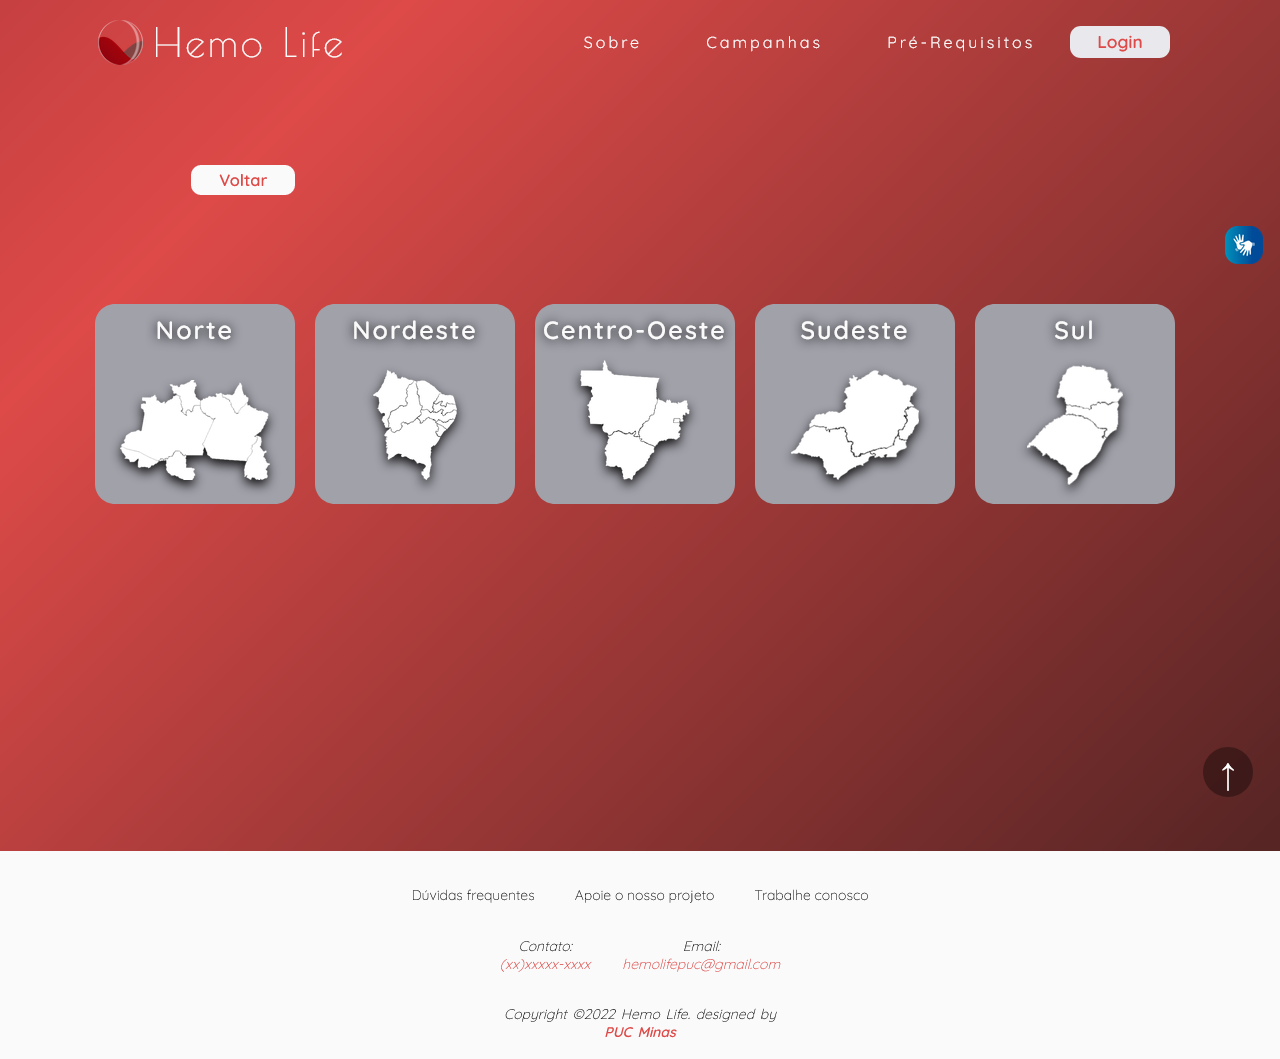 Hemo Life
Sobre
Campanhas
Pré-Requisitos
Login
Voltar
Norte
Nordeste
Centro-Oeste
Sudeste
Sul
↑
Dúvidas frequentes
Apoie o nosso projeto
Trabalhe conosco
Contato:
(xx)xxxxx-xxxx
Email:
hemolifepuc@gmail.com
Copyright ©2022 Hemo Life. designed by
PUC Minas